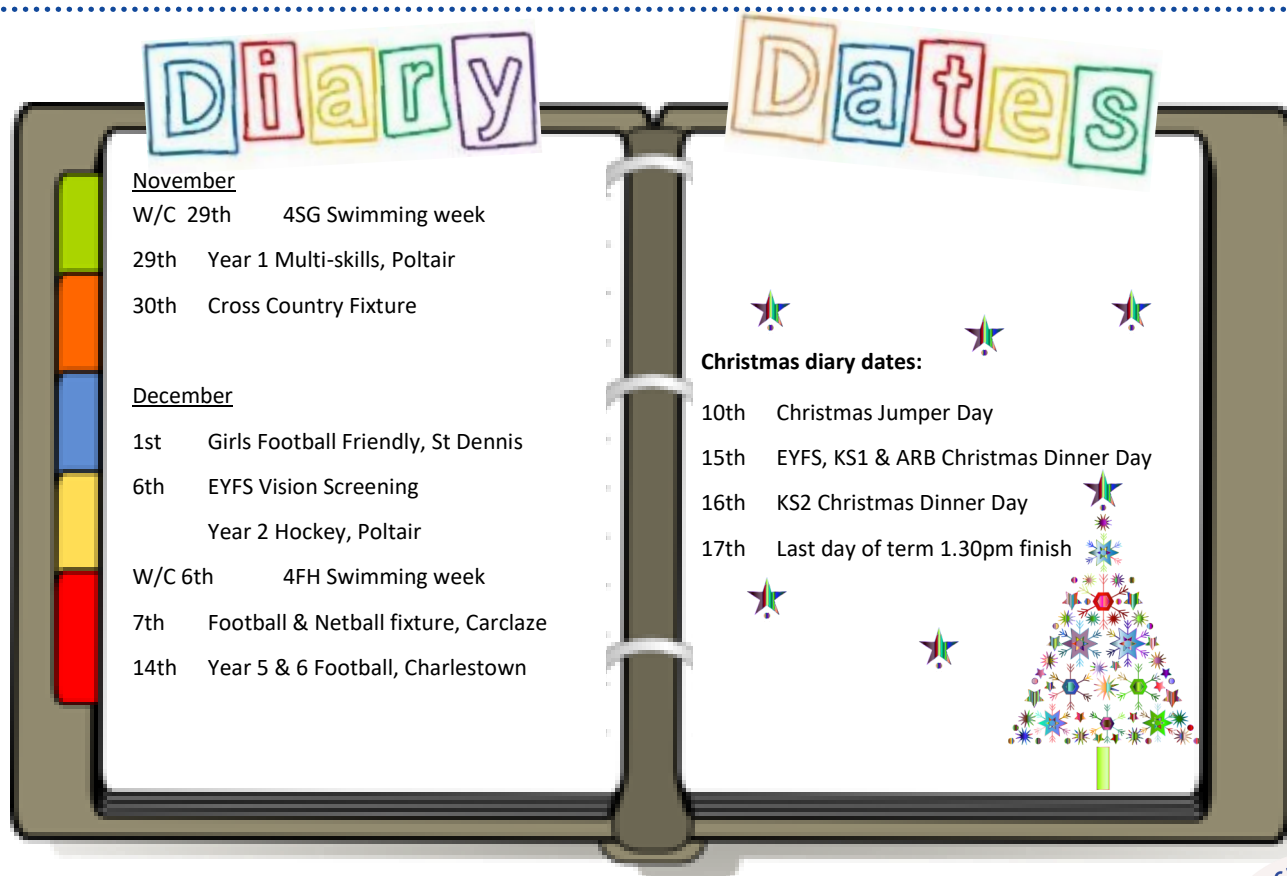 Diary Dates
November
W/C 29th 4SG Swimming week
29th Year 1 Multi-skills, Poltair
30th Cross Country Fixture
December
1st Girls Football Friendly, St Dennis
6th EYFS Vision Screening
Year 2 Hockey, Poltair
W/C 6th 4FH Swimming week
7th Football & Netball fixture, Carclaze
14th Year 5 & 6 Football, Charlestown
Christmas diary dates:
10th Christmas Jumper Day
15th EYFS, KS1 & ARB Christmas Dinner Day
16th KS2 Christmas Dinner Day
17th Last day of term 1.30pm finish